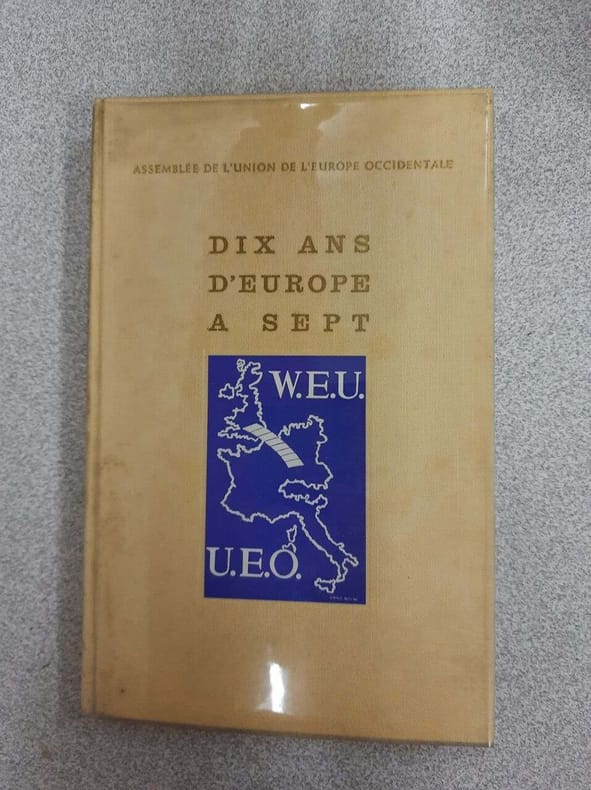 ASSEMBLÉE DE L'UNION DE L'EUROPE OCCIDENTALE
DIX ANS
D'EUROPE
A SEPT
W.E.U.
U.E.O.